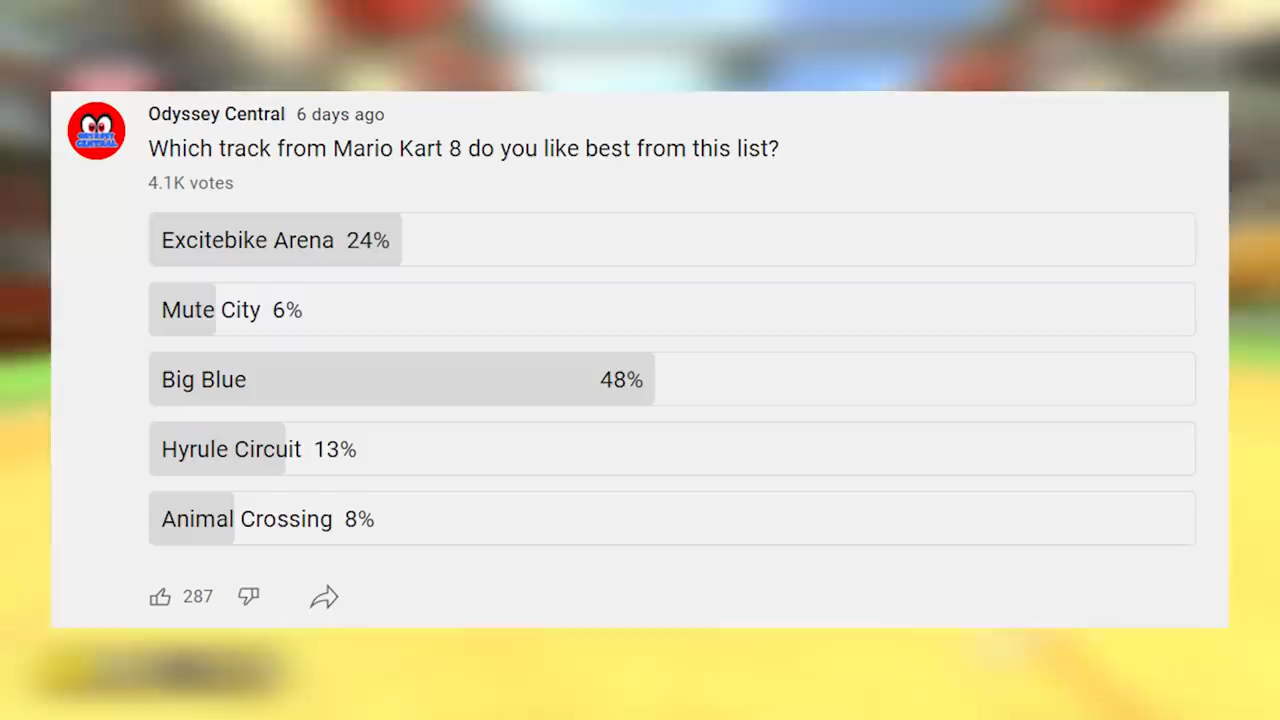 Odyssey Central 6 days ago
Which track from Mario Kart 8 do you like best from this list?
4.1K votes
Excitebike Arena 24%
Mute City 6%
Big Blue 48%
Hyrule Circuit 13%
Animal Crossing 8%
287